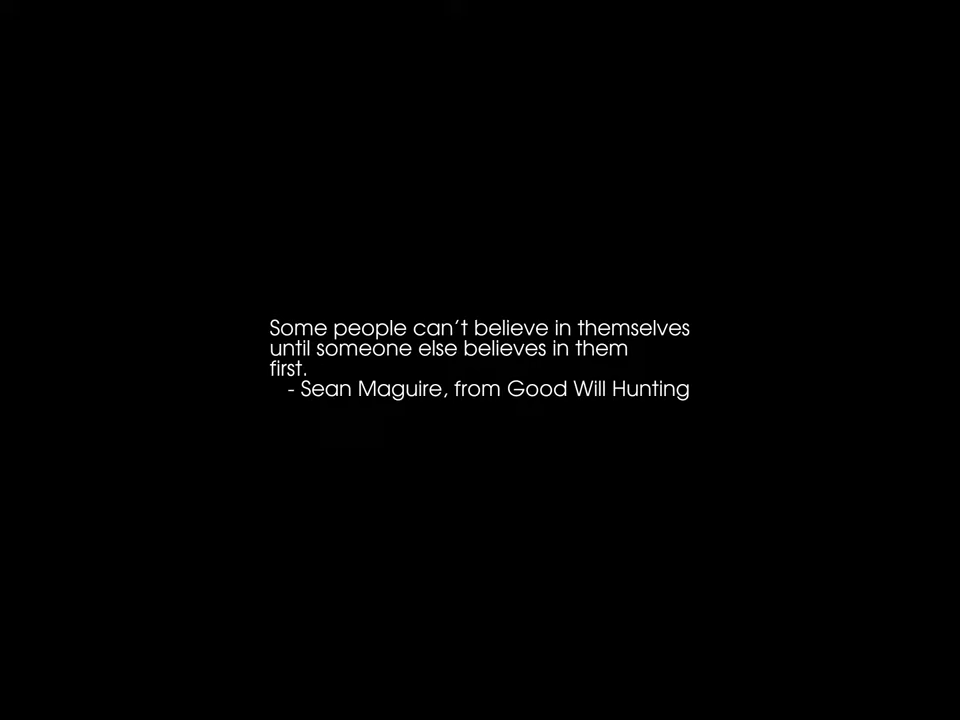 Some people can't believe in themselves
until someone else believes in them
first.
- Sean Maguire, from Good Will Hunting